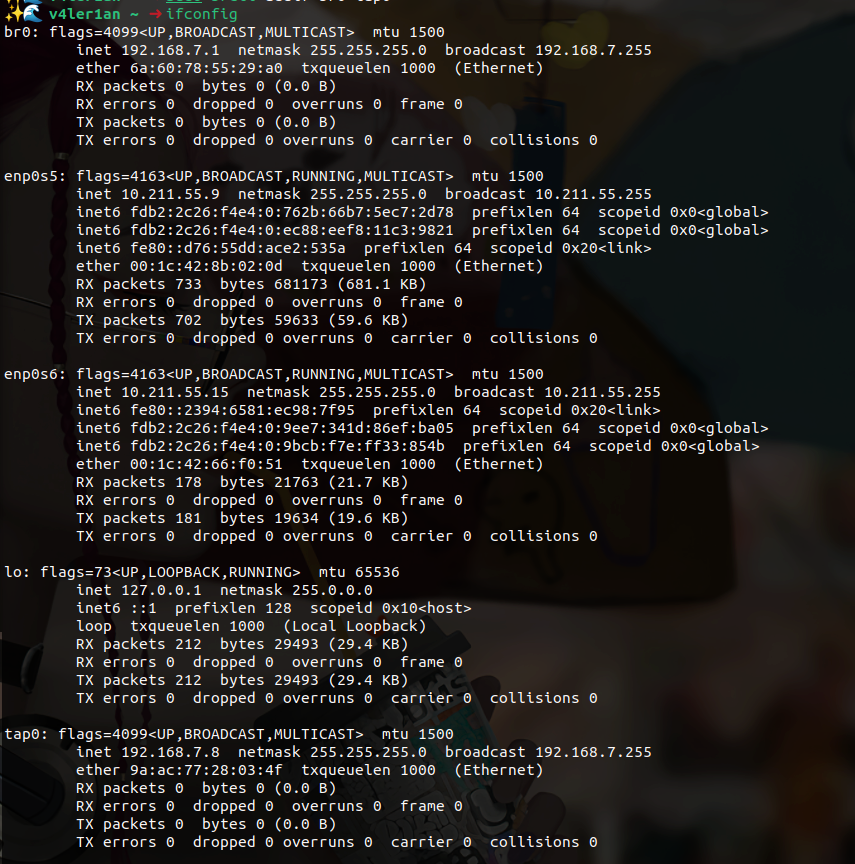 v4ler1an ~ ➜ifconfig
br0: flags=4099<UP,BROADCAST,MULTICAST>  mtu 1500
        inet 192.168.7.1  netmask 255.255.255.0  broadcast 192.168.7.255
        ether 6a:60:78:55:29:a0  txqueuelen 1000  (Ethernet)
        RX packets 0  bytes 0 (0.0 B)
        RX errors 0  dropped 0  overruns 0  frame 0
        TX packets 0  bytes 0 (0.0 B)
        TX errors 0  dropped 0 overruns 0  carrier 0  collisions 0

enp0s5: flags=4163<UP,BROADCAST,RUNNING,MULTICAST>  mtu 1500
        inet 10.211.55.9  netmask 255.255.255.0  broadcast 10.211.55.255
        inet6 fdb2:2c26:f4e4:0:762b:66b7:5ec7:2d78  prefixlen 64  scopeid 0x0<global>
        inet6 fdb2:2c26:f4e4:0:ec88:eef8:11c3:9821  prefixlen 64  scopeid 0x0<global>
        inet6 fe80::d76:55dd:ace2:535a  prefixlen 64  scopeid 0x20<link>
        ether 00:1c:42:8b:02:0d  txqueuelen 1000  (Ethernet)
        RX packets 733  bytes 681173 (681.1 KB)
        RX errors 0  dropped 0  overruns 0  frame 0
        TX packets 702  bytes 59633 (59.6 KB)
        TX errors 0  dropped 0 overruns 0  carrier 0  collisions 0

enp0s6: flags=4163<UP,BROADCAST,RUNNING,MULTICAST>  mtu 1500
        inet 10.211.55.15  netmask 255.255.255.0  broadcast 10.211.55.255
        inet6 fe80::2394:6581:ec98:7f95  prefixlen 64  scopeid 0x20<link>
        inet6 fdb2:2c26:f4e4:0:9ee7:341d:86ef:ba05  prefixlen 64  scopeid 0x0<global>
        inet6 fdb2:2c26:f4e4:0:9bcb:f7e:ff33:854b  prefixlen 64  scopeid 0x0<global>
        ether 00:1c:42:66:f0:51  txqueuelen 1000  (Ethernet)
        RX packets 178  bytes 21763 (21.7 KB)
        RX errors 0  dropped 0  overruns 0  frame 0
        TX packets 181  bytes 19634 (19.6 KB)
        TX errors 0  dropped 0 overruns 0  carrier 0  collisions 0

lo: flags=73<UP,LOOPBACK,RUNNING>  mtu 65536
        inet 127.0.0.1  netmask 255.0.0.0
        inet6 ::1  prefixlen 128  scopeid 0x10<host>
        loop  txqueuelen 1000  (Local Loopback)
        RX packets 212  bytes 29493 (29.4 KB)
        RX errors 0  dropped 0  overruns 0  frame 0
        TX packets 212  bytes 29493 (29.4 KB)
        TX errors 0  dropped 0 overruns 0  carrier 0  collisions 0

tap0: flags=4099<UP,BROADCAST,MULTICAST>  mtu 1500
        inet 192.168.7.8  netmask 255.255.255.0  broadcast 192.168.7.255
        ether 9a:ac:77:28:03:4f  txqueuelen 1000  (Ethernet)
        RX packets 0  bytes 0 (0.0 B)
        RX errors 0  dropped 0  overruns 0  frame 0
        TX packets 0  bytes 0 (0.0 B)
        TX errors 0  dropped 0 overruns 0  carrier 0  collisions 0